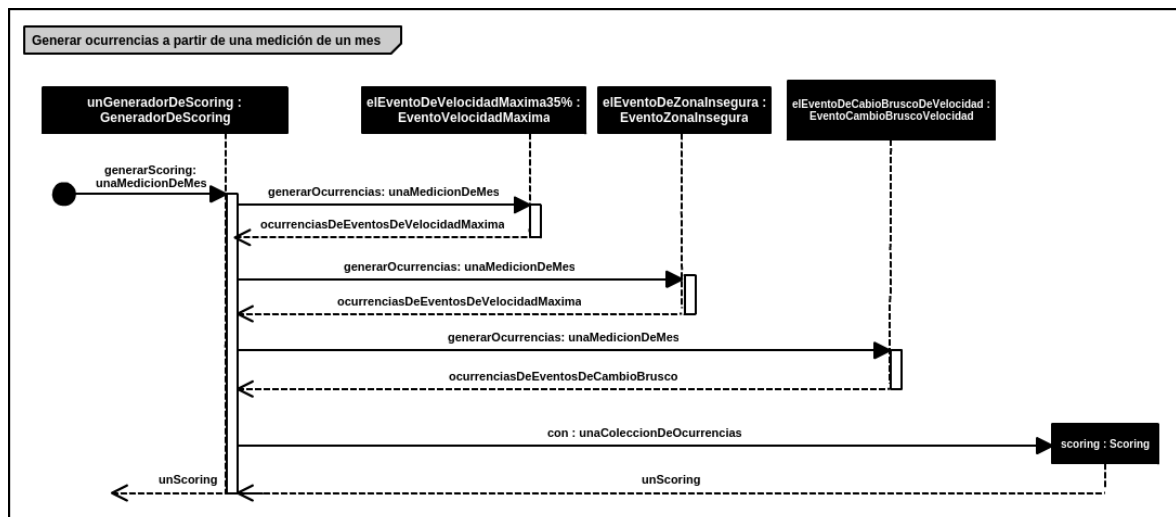 Generar ocurrencias a partir de una medición de un mes
unGeneradorDeScoring :
GeneradorDeScoring
elEventoDeVelocidadMaxima35% :
EventoVelocidadMaxima
elEventoDeZonaInsegura :
EventoZonaInsegura
elEventoDeCabioBruscoDeVelocidad :
EventoCambioBruscoVelocidad
generarScoring:
unaMedicionDeMes
generarOcurrencias: unaMedicionDeMes
ocurrenciasDeEventosDeVelocidadMaxima
generarOcurrencias: unaMedicionDeMes
ocurrenciasDeEventosDeVelocidadMaxima
generarOcurrencias: unaMedicionDeMes
ocurrenciasDeEventosDeCambioBrusco
con : unaColeccionDeOcurrencias
scoring : Scoring
unScoring
unScoring